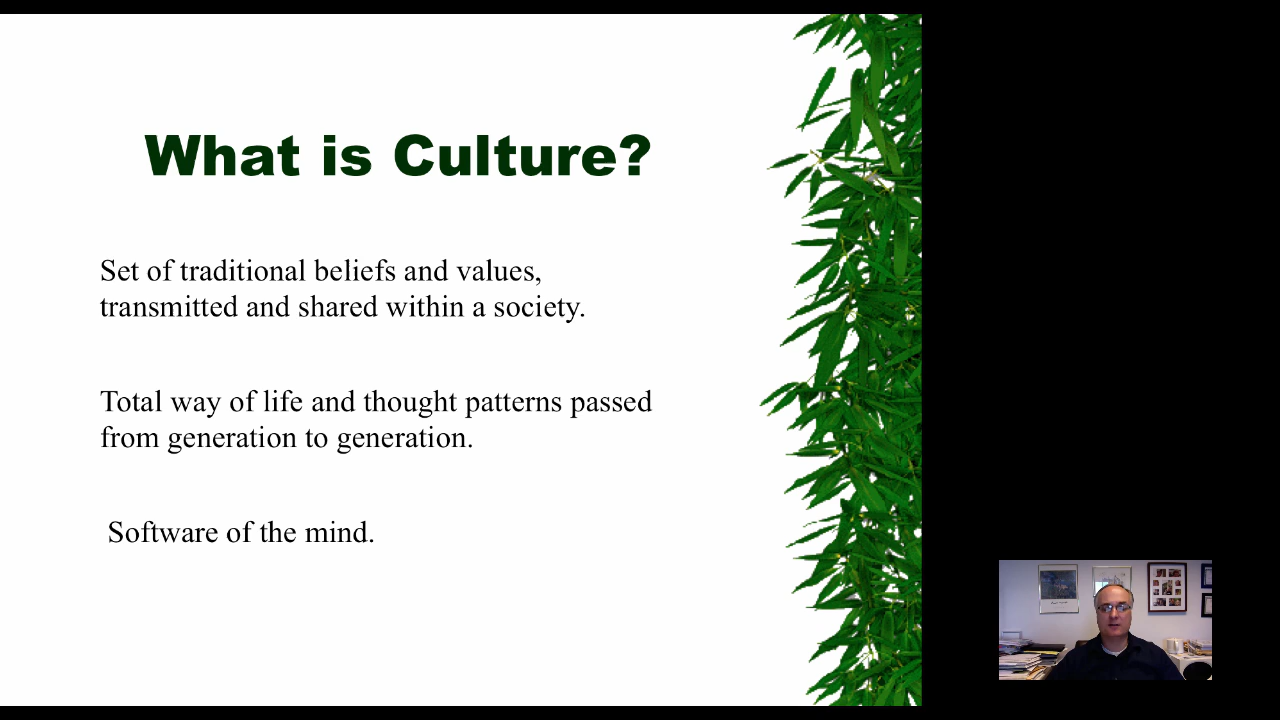 What is Culture?
Set of traditional beliefs and values,
transmitted and shared within a society.
Total way of life and thought patterns passed
from generation to generation.
Software of the mind.